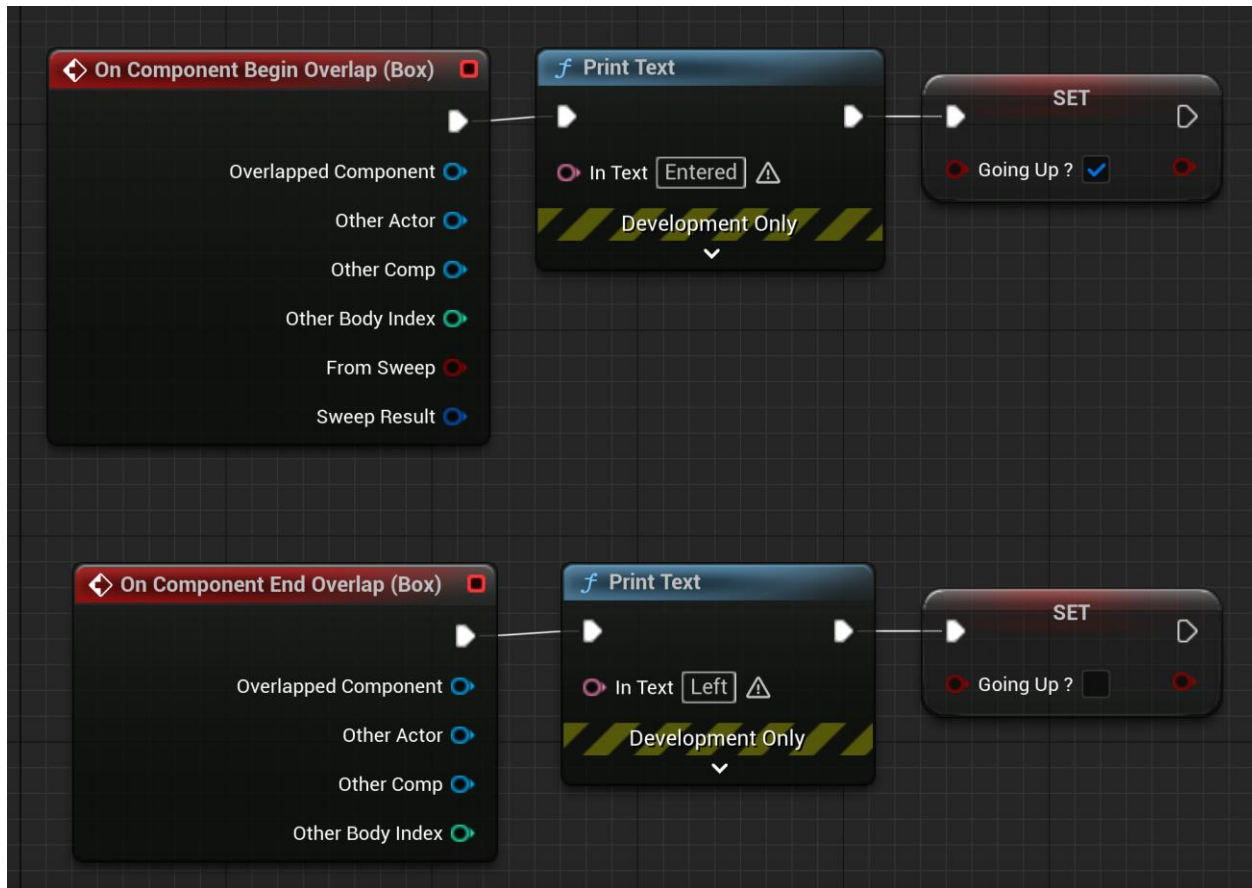 On Component Begin Overlap (Box)
Overlapped Component
Other Actor
Other Comp
Other Body Index
From Sweep
Sweep Result
f Print Text
In Text Entered
Development Only
SET
Going Up ?
On Component End Overlap (Box)
Overlapped Component
Other Actor
Other Comp
Other Body Index
f Print Text
In Text Left
Development Only
SET
Going Up ?